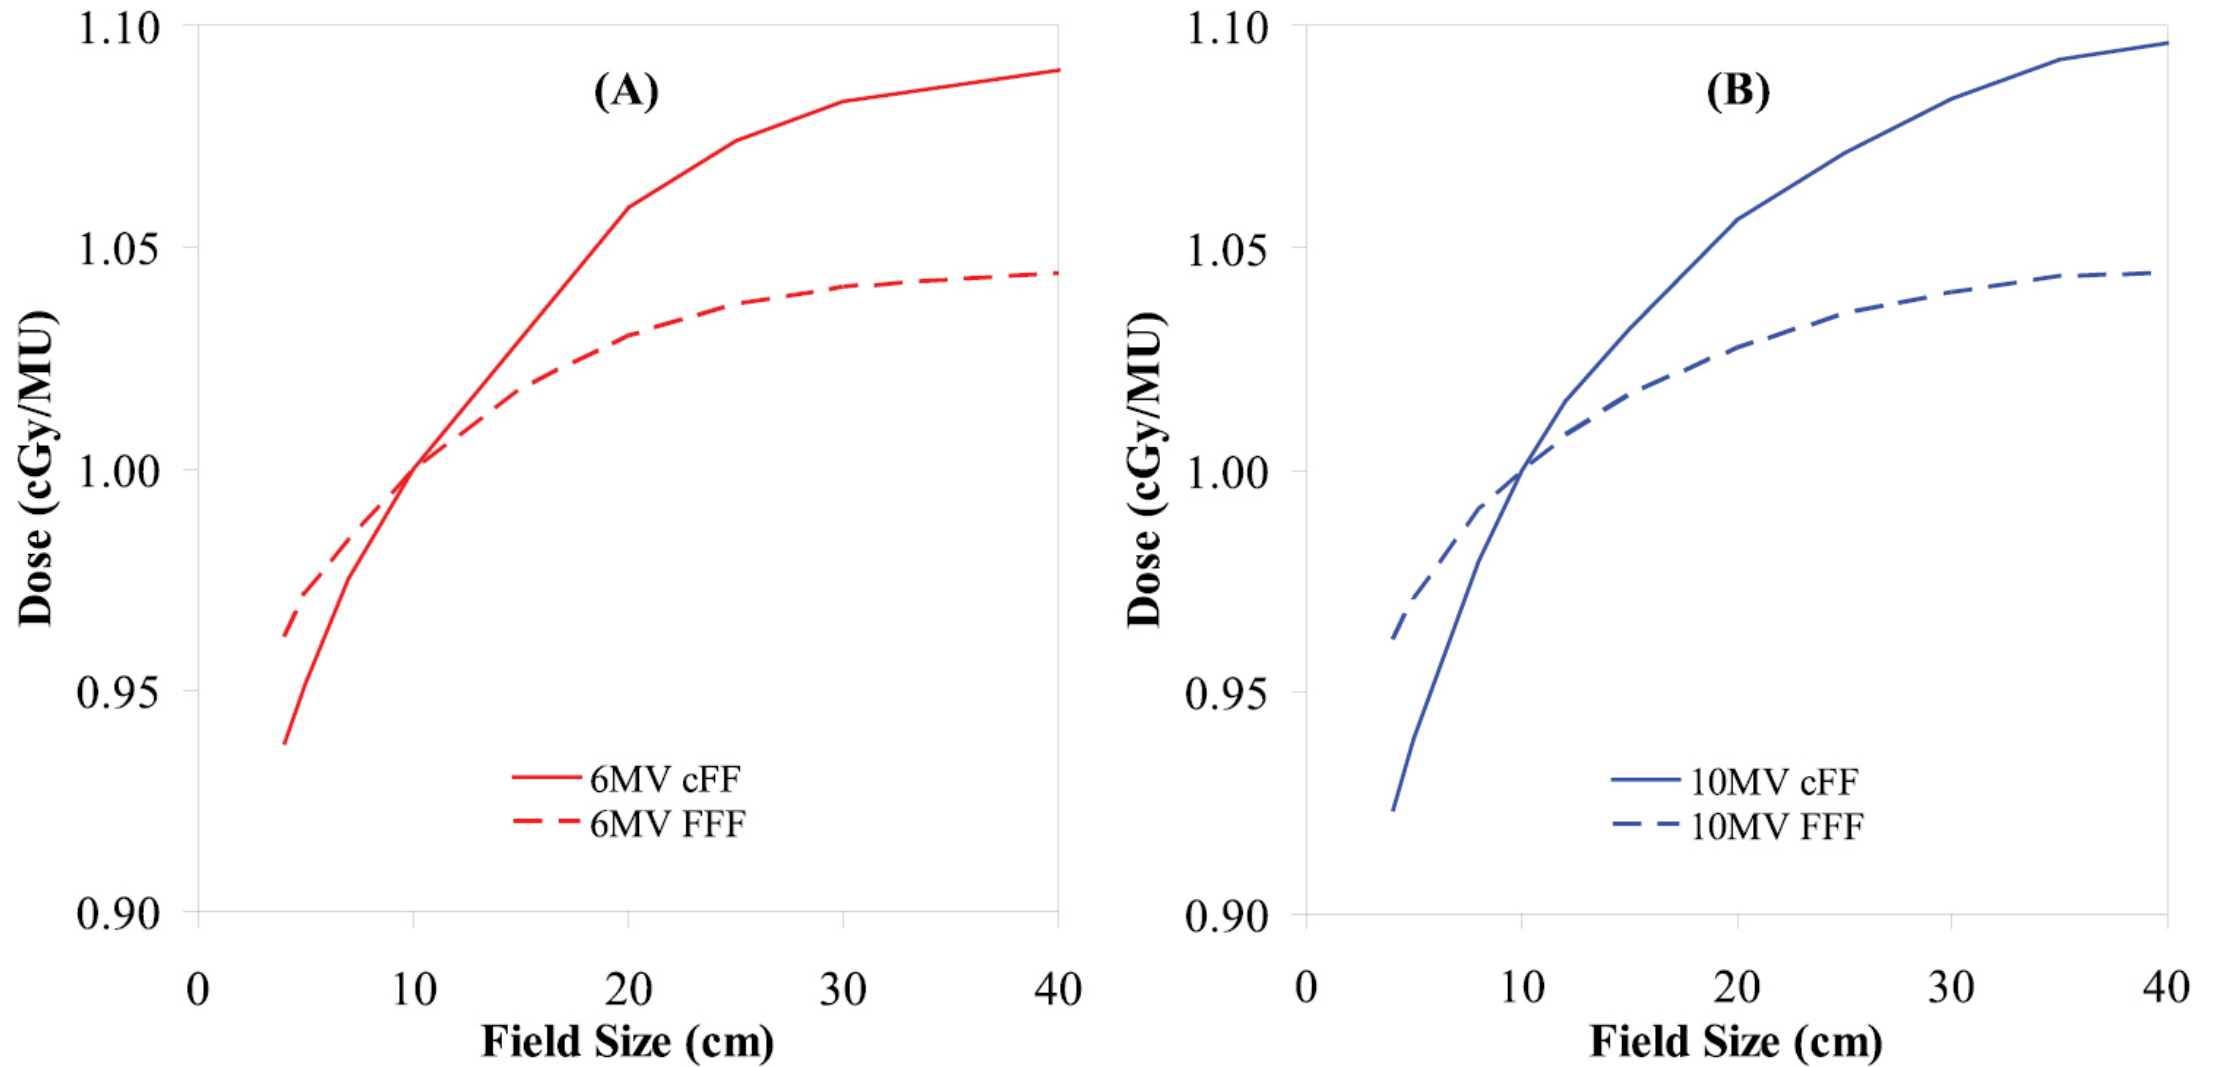 (A)
1.10
1.05
1.00
0.95
0.90
Dose (cGy/MU)
6MV cFF
6MV FFF
0 10 20 30 40
Field Size (cm)
(B)
1.10
1.05
1.00
0.95
0.90
Dose (cGy/MU)
10MV cFF
10MV FFF
0 10 20 30 40
Field Size (cm)